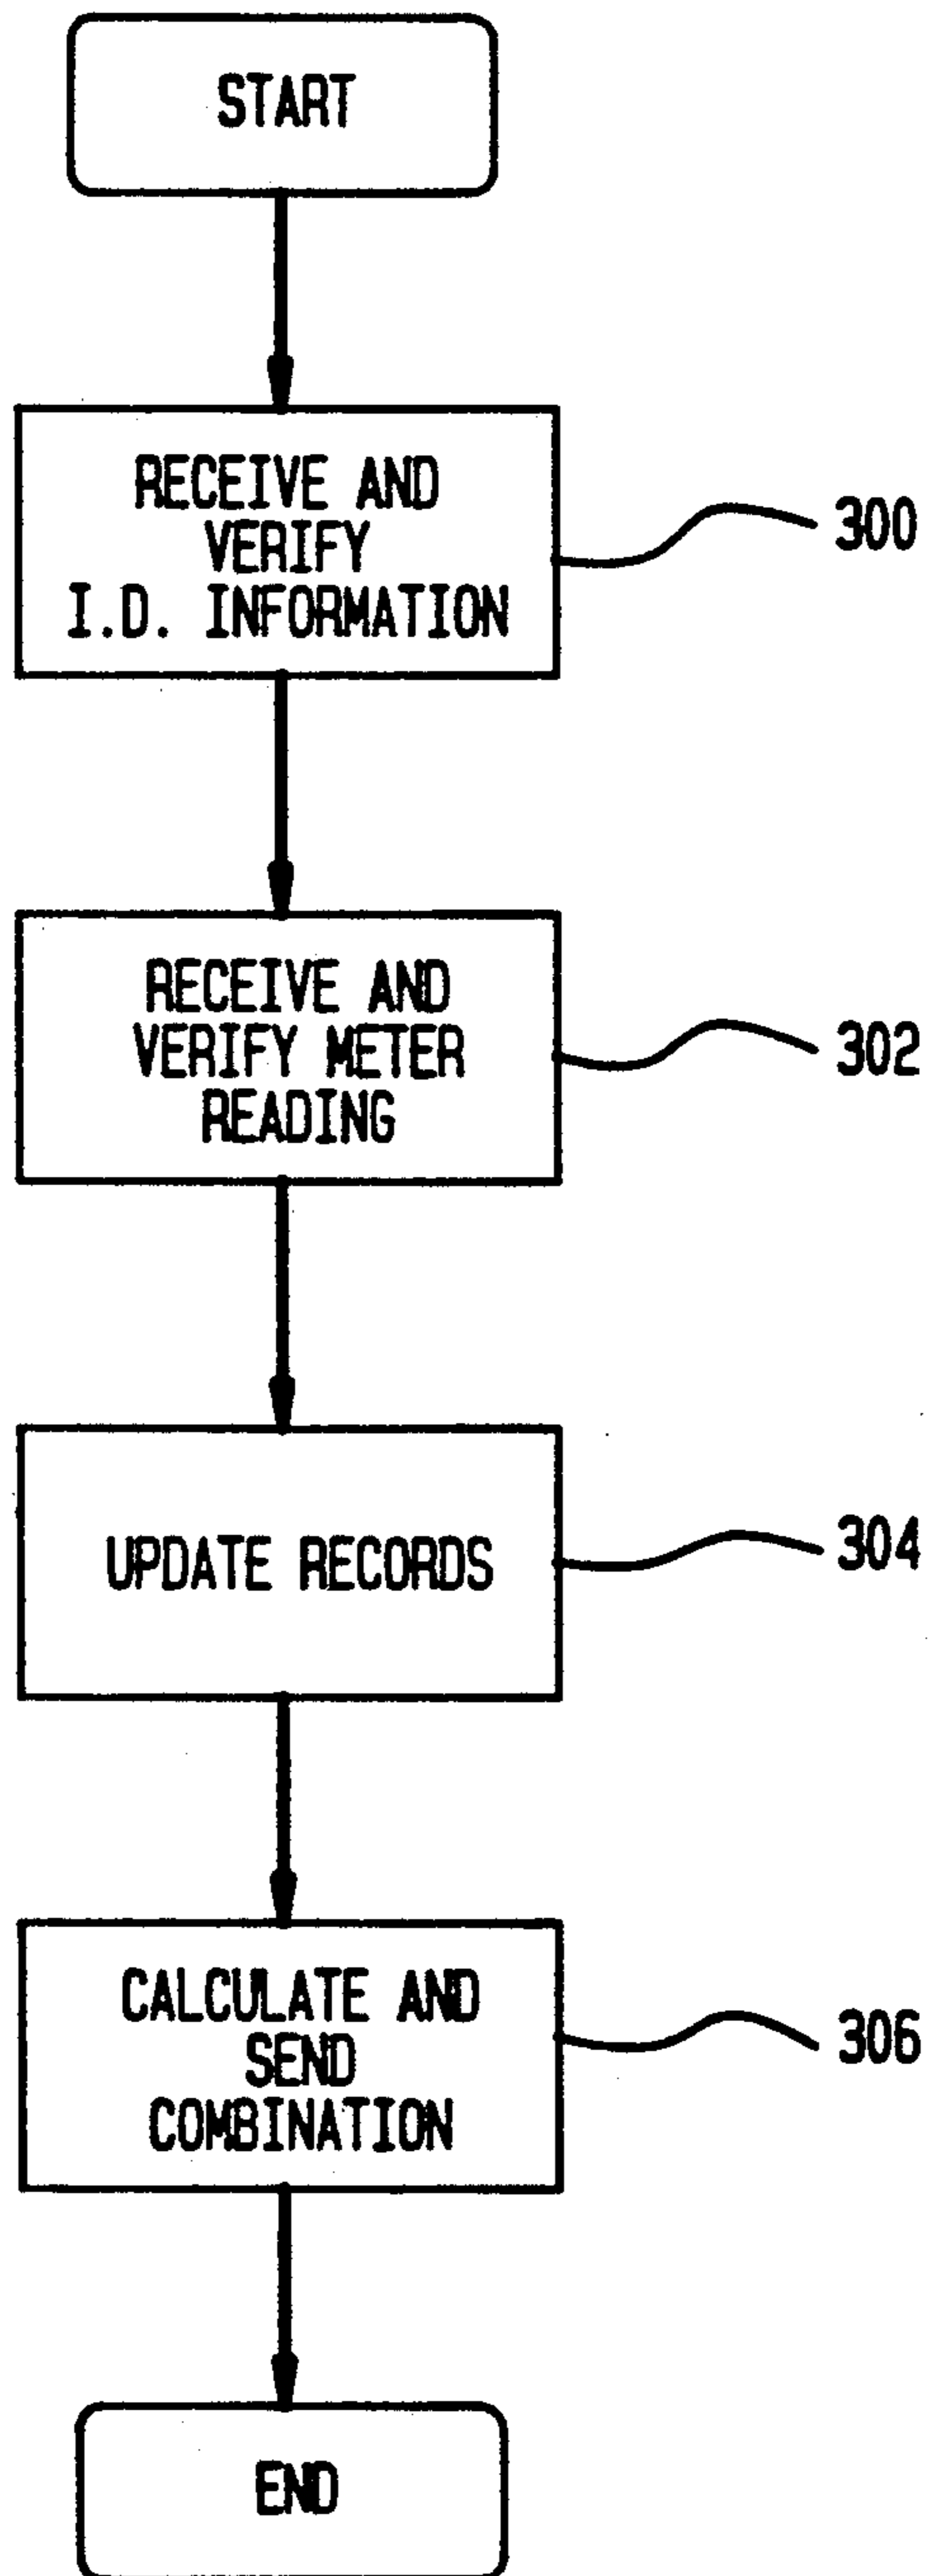 START
RECEIVE AND
VERIFY
I.D. INFORMATION
300
RECEIVE AND
VERIFY METER
READING
302
UPDATE RECORDS
304
CALCULATE AND
SEND
COMBINATION
306
END